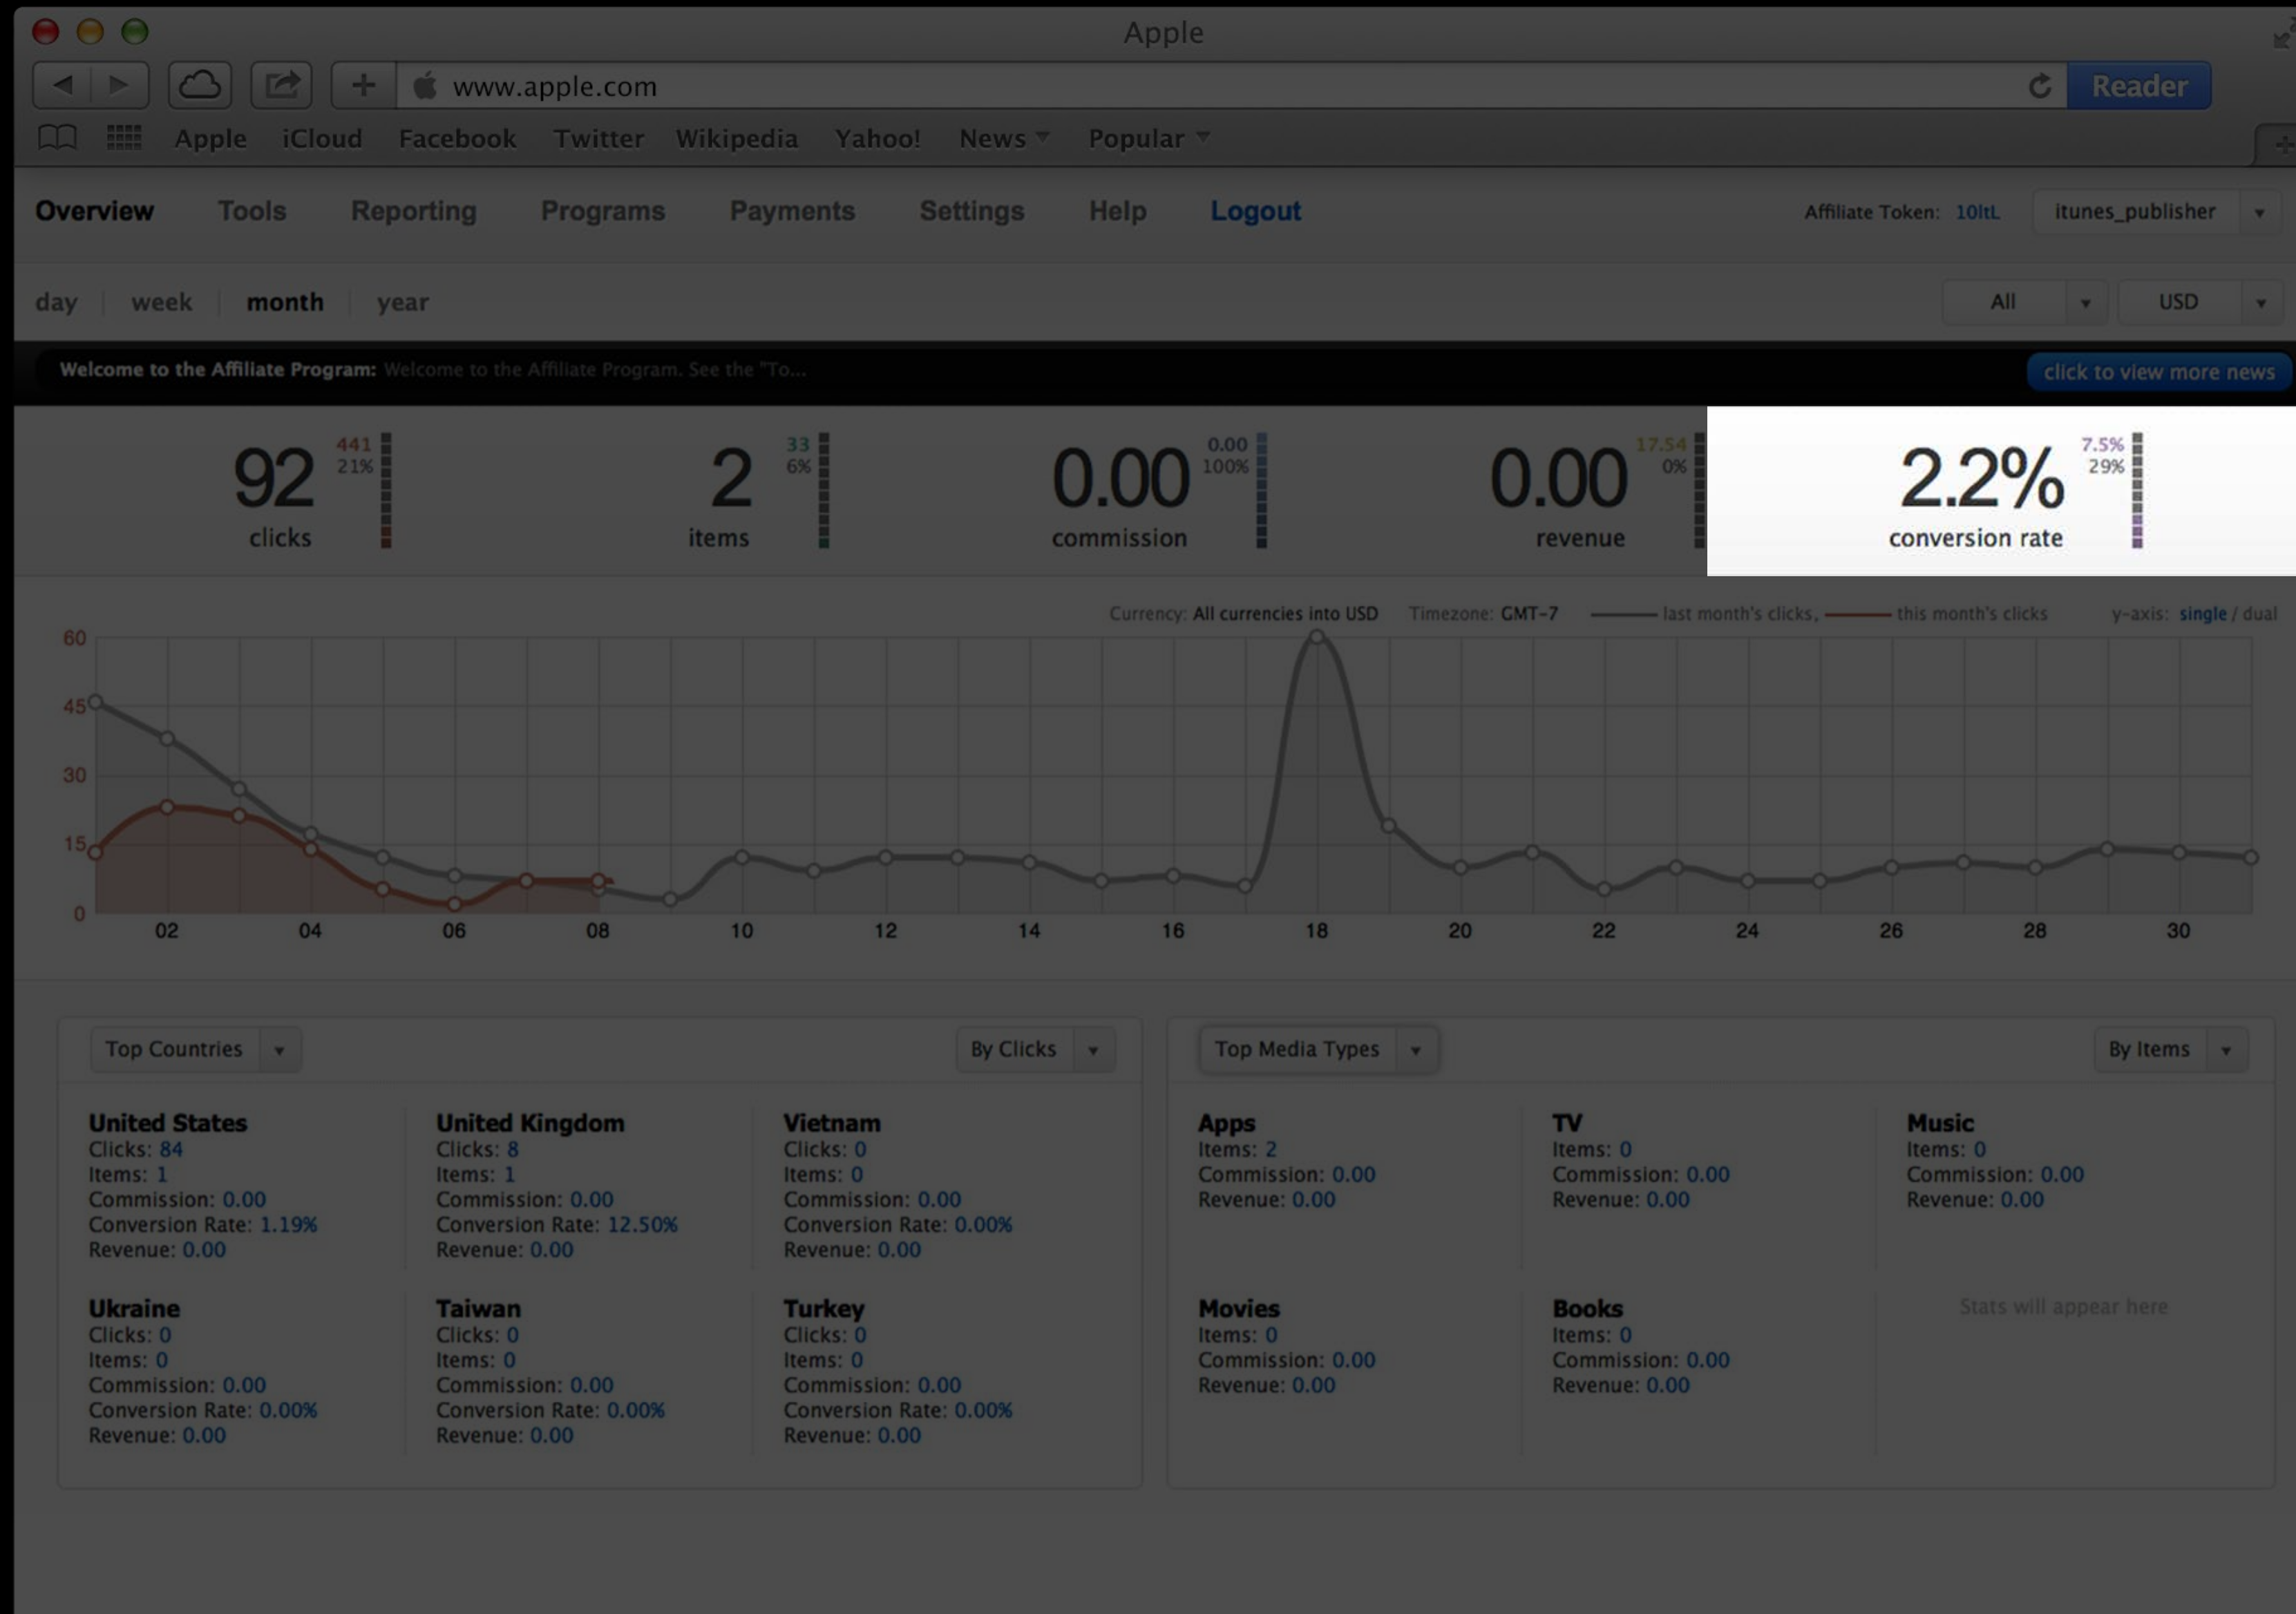 Apple
www.apple.com Reader
Apple iCloud Facebook Twitter Wikipedia Yahoo! News Popular
Overview Tools Reporting Programs Payments Settings Help Logout Affiliate Token: 10ltL itunes_publisher
day week month year All USD
Welcome to the Affiliate Program: Welcome to the Affiliate Program. See the "To... click to view more news
92 441 21% 2 33 6% 0.00 0.00 100% 0.00 17.54 0% 2.2% 7.5% 29%
clicks items commission revenue conversion rate
Currency: All currencies into USD Timezone: GMT-7 last month's clicks, this month's clicks y-axis: single / dual
60
45
30
15
0
02 04 06 08 10 12 14 16 18 20 22 24 26 28 30
Top Countries By Clicks Top Media Types By Items
United States United Kingdom Vietnam Apps TV Music
Clicks: 84 Clicks: 8 Clicks: 0 Items: 2 Items: 0 Items: 0
Items: 1 Items: 1 Items: 0 Commission: 0.00 Commission: 0.00 Commission: 0.00
Commission: 0.00 Commission: 0.00 Commission: 0.00 Revenue: 0.00 Revenue: 0.00 Revenue: 0.00
Conversion Rate: 1.19% Conversion Rate: 12.50% Conversion Rate: 0.00%
Revenue: 0.00 Revenue: 0.00 Revenue: 0.00
Ukraine Taiwan Turkey Movies Books Stats will appear here
Clicks: 0 Clicks: 0 Clicks: 0 Items: 0 Items: 0
Items: 0 Items: 0 Items: 0 Commission: 0.00 Commission: 0.00
Commission: 0.00 Commission: 0.00 Commission: 0.00 Revenue: 0.00 Revenue: 0.00
Conversion Rate: 0.00% Conversion Rate: 0.00% Conversion Rate: 0.00%
Revenue: 0.00 Revenue: 0.00 Revenue: 0.00